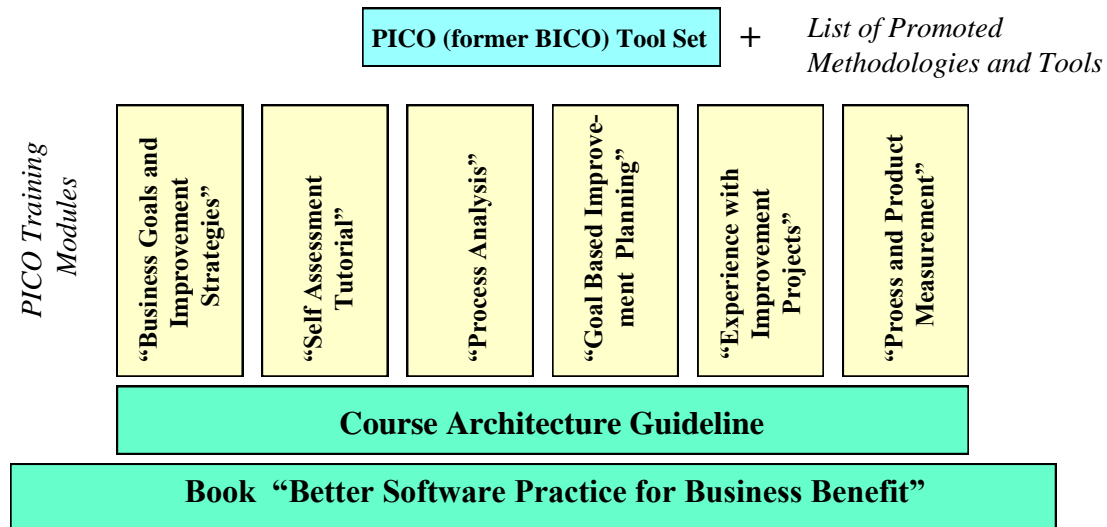 PICO (former BICO) Tool Set
+
List of Promoted
Methodologies and Tools
PICO Training
Modules
“Business Goals and
Improvement
Strategies”
“Self Assessment
Tutorial”
“Process Analysis”
“Goal Based Improve-
ment Planning”
“Experience with
Improvement
Projects”
“Proess and Product
Measurement”
Course Architecture Guideline
Book “Better Software Practice for Business Benefit”